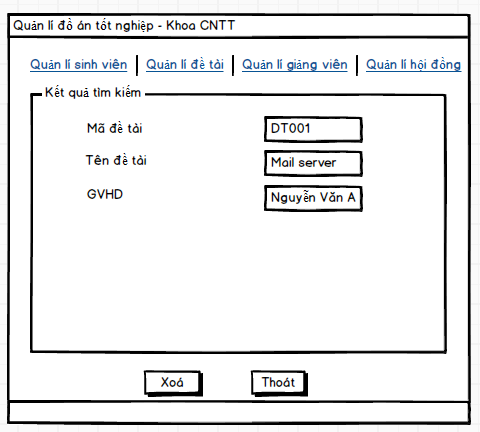 Quản lí đồ án tốt nghiệp - Khoa CNTT
Quản lí sinh viên | Quản lí đề tài | Quản lí giảng viên | Quản lí hội đồng
Kết quả tìm kiếm
Mã đề tài DT001
Tên đề tài Mail server
GVHD Nguyễn Văn A
Xoá Thoát